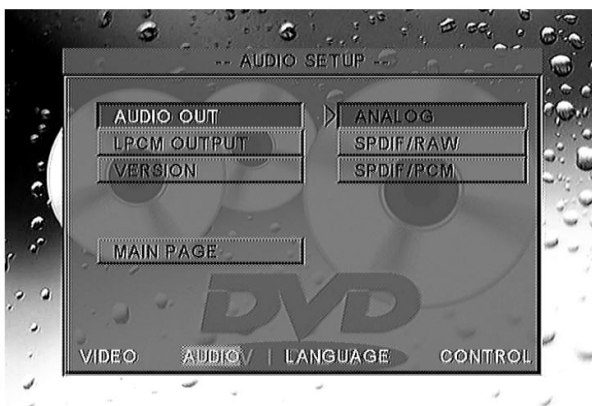 -- AUDIO SETUP --
AUDIO OUT
ANALOG
LPCM OUTPUT
SPDIF/RAW
VERSION
SPDIF/PCM
MAIN PAGE
DVD
VIDEO AUDIO LANGUAGE CONTROL